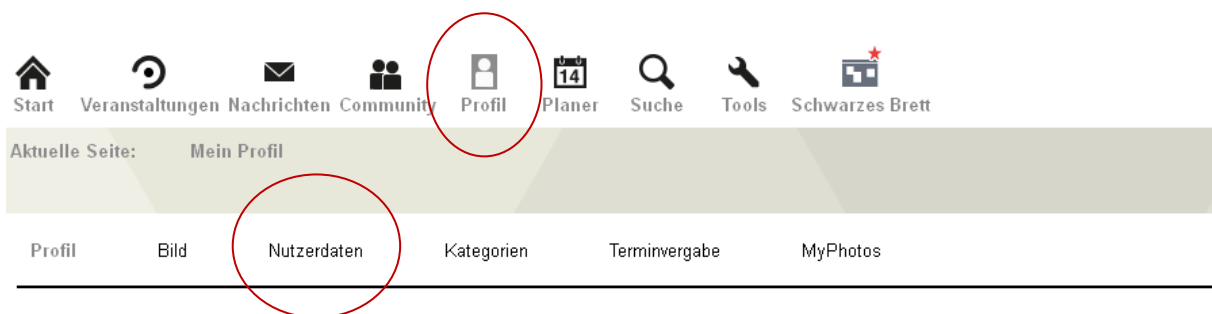 14
Start Veranstaltungen Nachrichten Community Profil Planer Suche Tools Schwarzes Brett
Aktuelle Seite: Mein Profil
Profil Bild Nutzerdaten Kategorien Terminvergabe MyPhotos